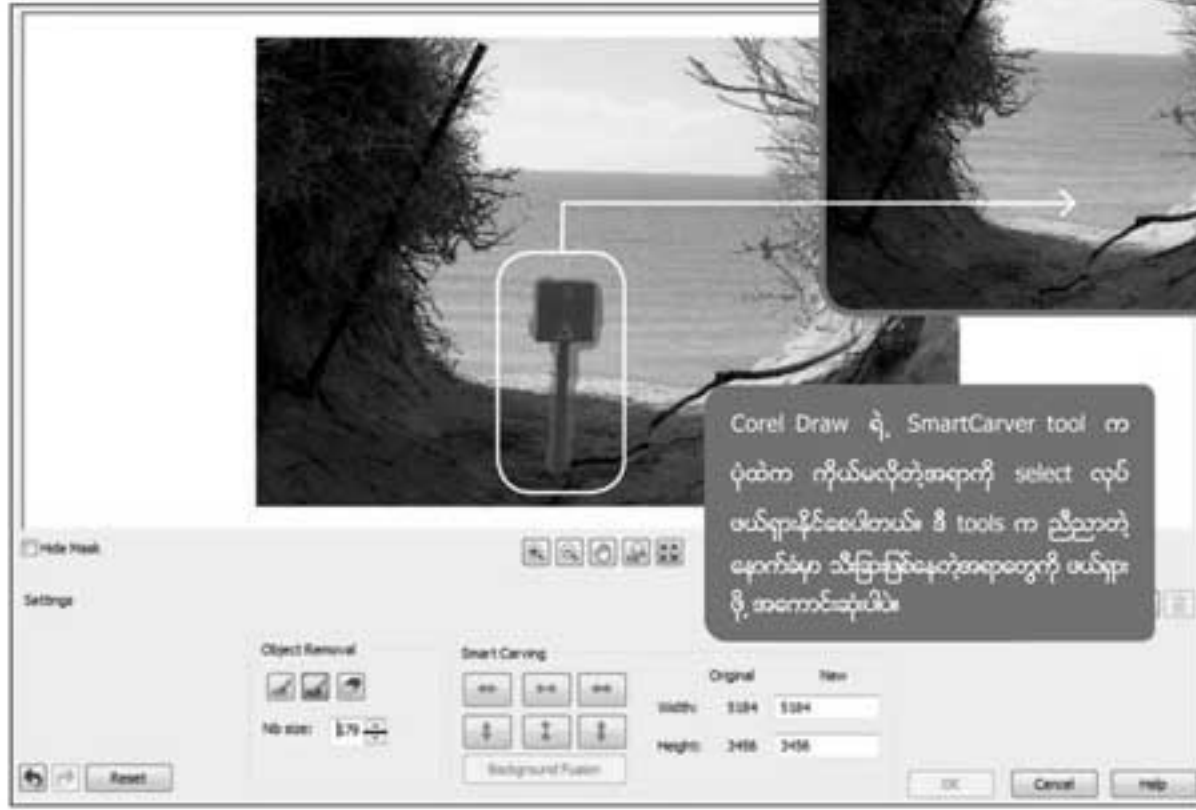 Corel Draw ရဲ့ SmartCarver tool က
ပုံထဲက ကိုယ်မလိုတဲ့အရာကို select လုပ်
ဖယ်ရှားနိုင်စေပါတယ်။ ဒီ tools က ညီညာတဲ့
နောက်ခံမှာ သီးခြားဖြစ်နေတဲ့အရာတွေကို ဖယ်ရှား
ဖို့ အကောင်းဆုံးပါပဲ။
Hide Mask
Settings
Object Removal
Smart Carving
Original New
Width: 5184 5184
Nib size: 179
Height: 3456 3456
Background Fusion
Reset
OK Cancel Help